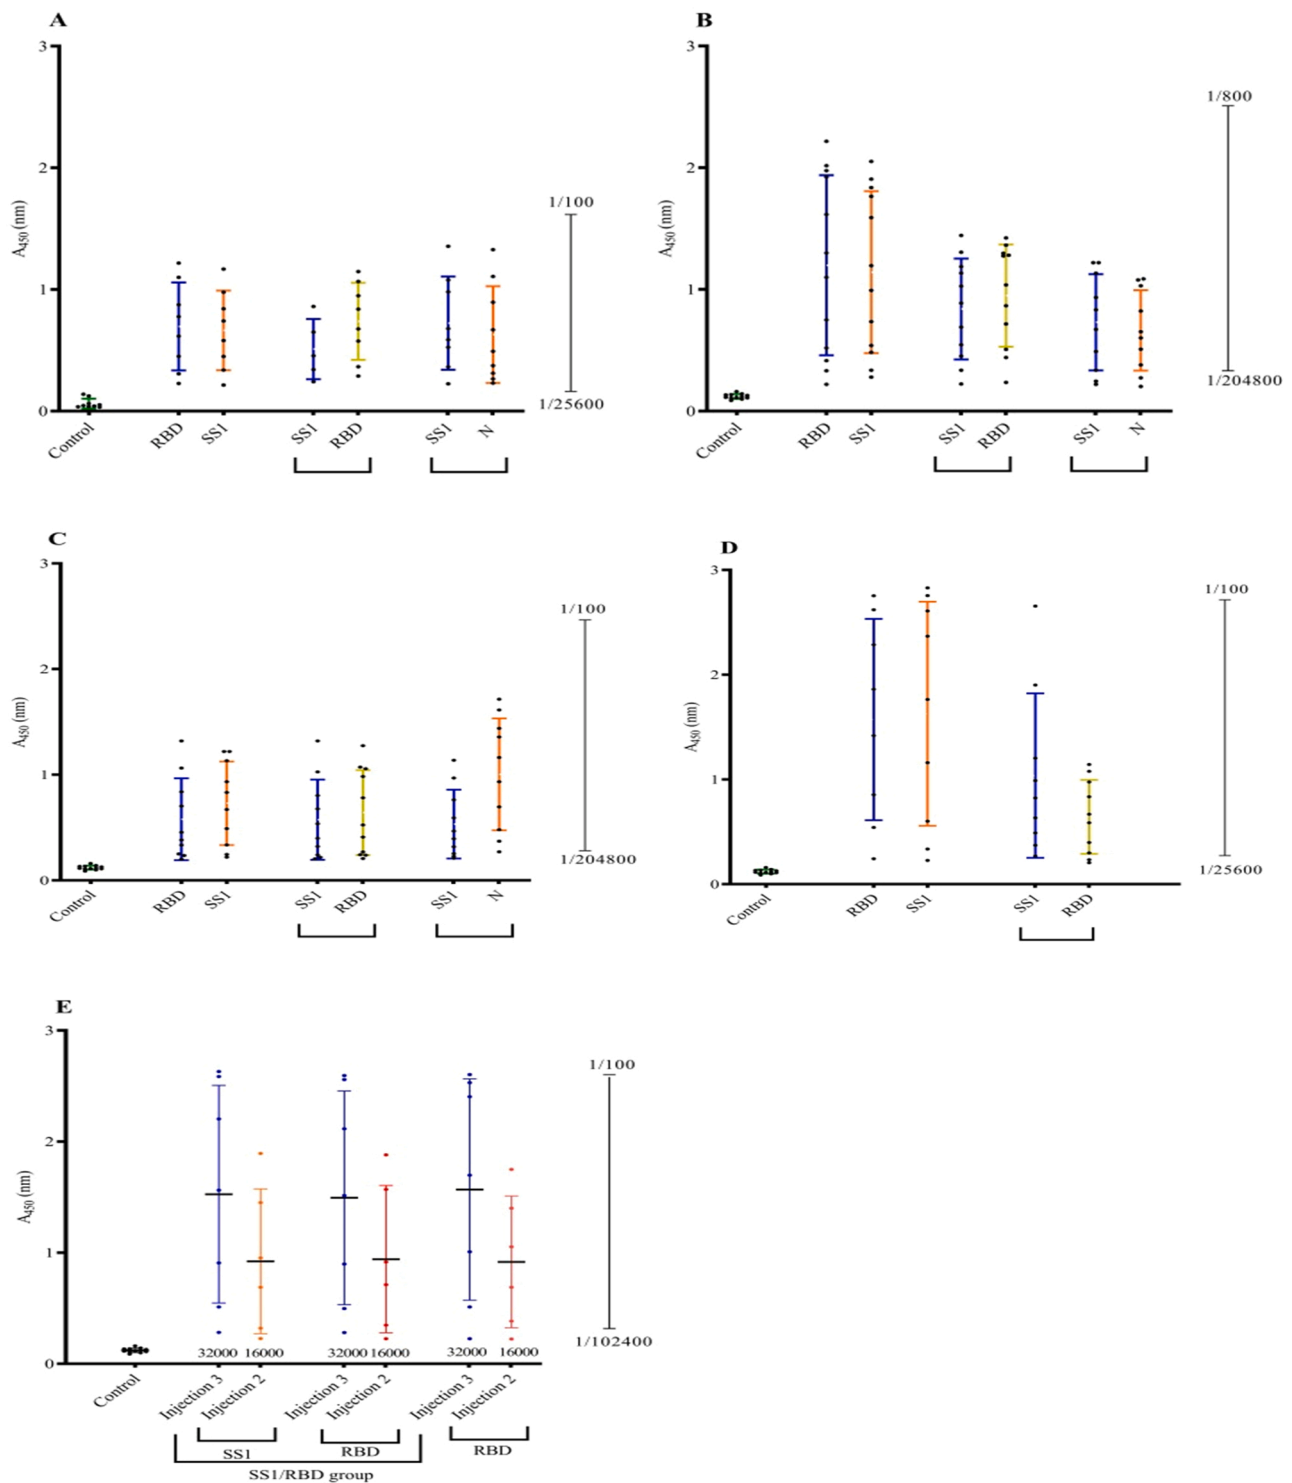 A
3
2
1
0
A450 (nm)
Control
RBD
SS1
SS1
RBD
SS1
N
1/100
1/25600
B
3
2
1
0
A450 (nm)
Control
RBD
SS1
SS1
RBD
SS1
N
1/800
1/204800
C
3
2
1
0
A450 (nm)
Control
RBD
SS1
SS1
RBD
SS1
N
1/100
1/204800
D
3
2
1
0
A450 (nm)
Control
RBD
SS1
SS1
RBD
1/100
1/25600
E
3
2
1
0
A450 (nm)
32000 16000 32000 16000 32000 16000
Control
Injection 3
Injection 2
Injection 3
Injection 2
Injection 3
Injection 2
SS1 RBD RBD
SS1/RBD group
1/100
1/102400